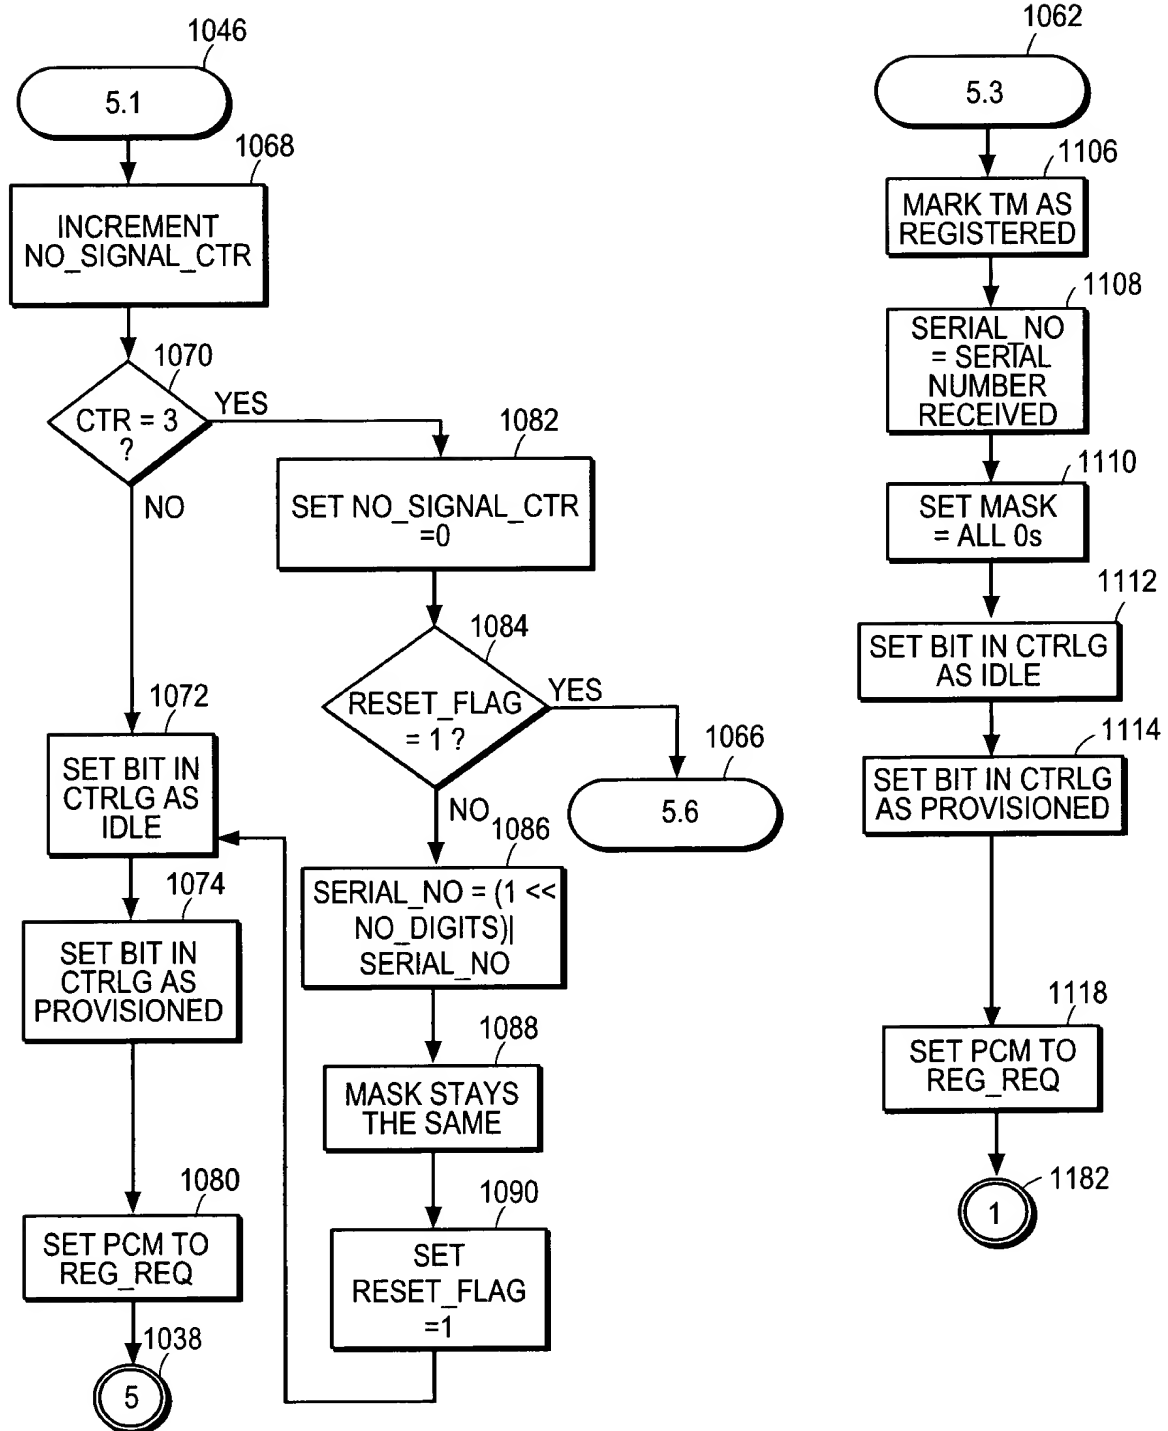 1046
5.1
1068
INCREMENT
NO_SIGNAL_CTR
1070
CTR = 3
?
YES
NO
1082
SET NO_SIGNAL_CTR
=0
1084
RESET_FLAG
= 1 ?
YES
1066
5.6
NO
1086
SERIAL_NO = (1 <<
NO_DIGITS)|
SERIAL_NO
1088
MASK STAYS
THE SAME
1090
SET
RESET_FLAG
=1
1072
SET BIT IN
CTRLG AS
IDLE
1074
SET BIT IN
CTRLG AS
PROVISIONED
1080
SET PCM TO
REG_REQ
1038
5
1062
5.3
1106
MARK TM AS
REGISTERED
1108
SERIAL_NO
= SERIAL
NUMBER
RECEIVED
1110
SET MASK
= ALL 0s
1112
SET BIT IN CTRLG
AS IDLE
1114
SET BIT IN CTRLG
AS PROVISIONED
1118
SET PCM TO
REG_REQ
1182
1